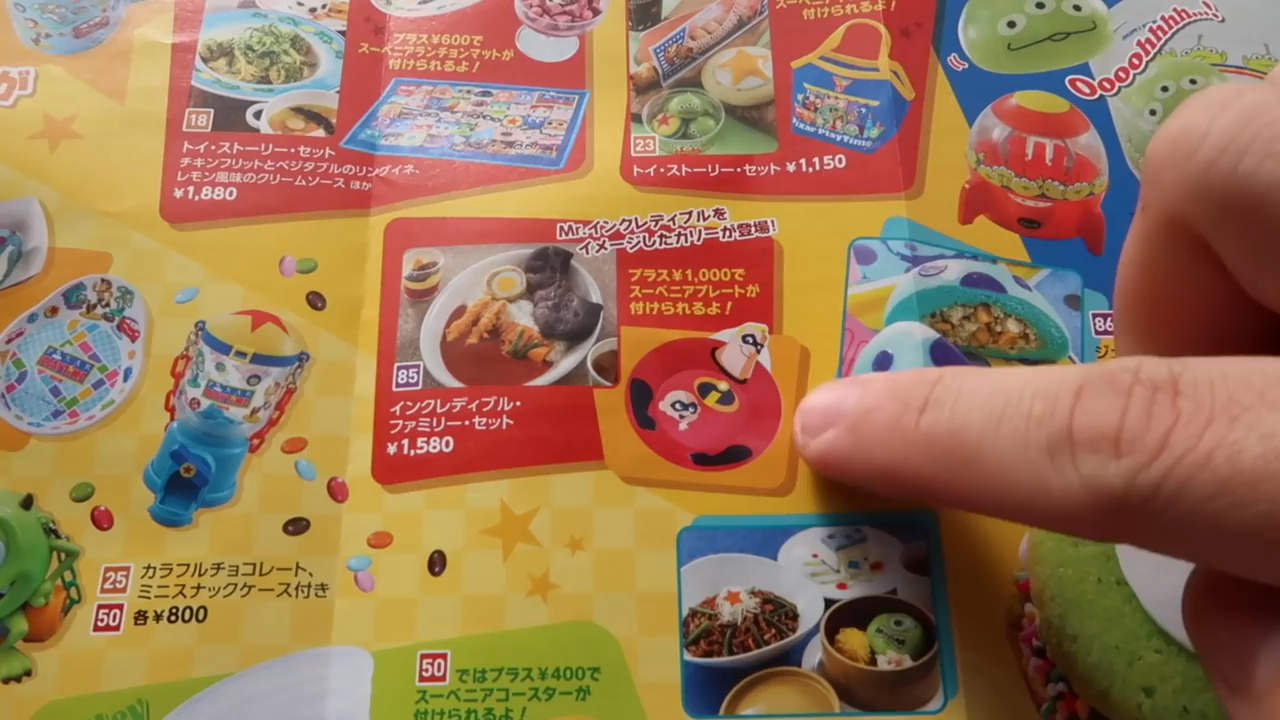 プラス¥600で
スーベニアランチョンマットが
付けられるよ！
18
トイ・ストーリー・セット
チキンフリットとベジタブルのリングイネ、
レモン風味のクリームソース ほか
¥1,880
付けられるよ！
23
トイ・ストーリー・セット ¥1,150
Pixar PlayTime
Oooohhhh...!
Mr.インクレディブルを
イメージしたカリーが登場！
プラス¥1,000で
スーベニアプレートが
付けられるよ！
85
インクレディブル・
ファミリー・セット
¥1,580
86
25 カラフルチョコレート、
ミニスナックケース付き
50 各¥800
50 ではプラス¥400で
スーベニアコースターが
付けられるよ！